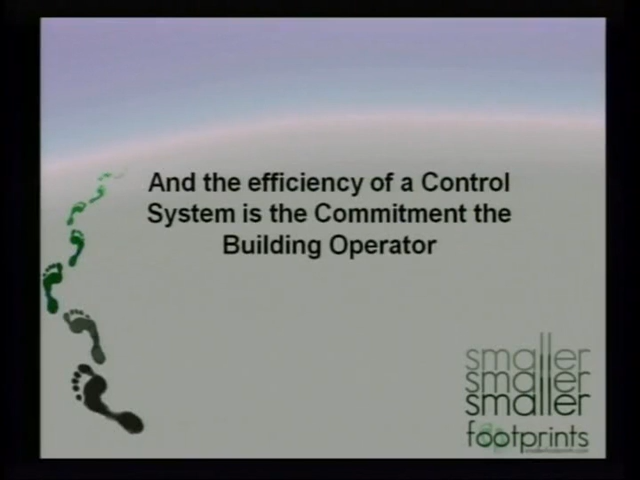 And the efficiency of a Control
System is the Commitment the
Building Operator
smaller
smaller
smaller
footprints